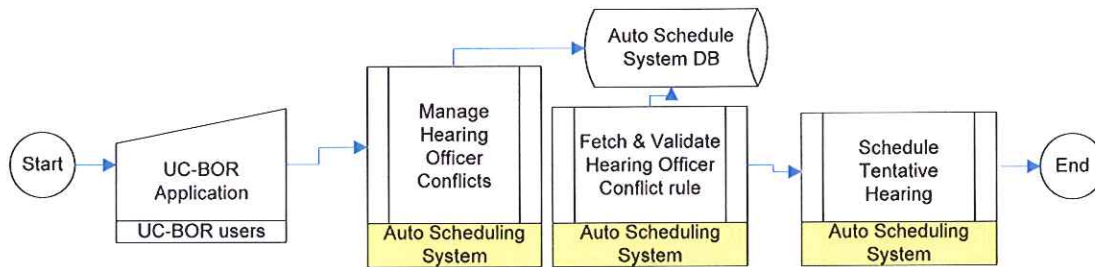 Start
UC-BOR
Application
UC-BOR users
Manage
Hearing
Officer
Conflicts
Auto Scheduling
System
Auto Schedule
System DB
Fetch & Validate
Hearing Officer
Conflict rule
Auto Scheduling
System
Schedule
Tentative
Hearing
Auto Scheduling
System
End